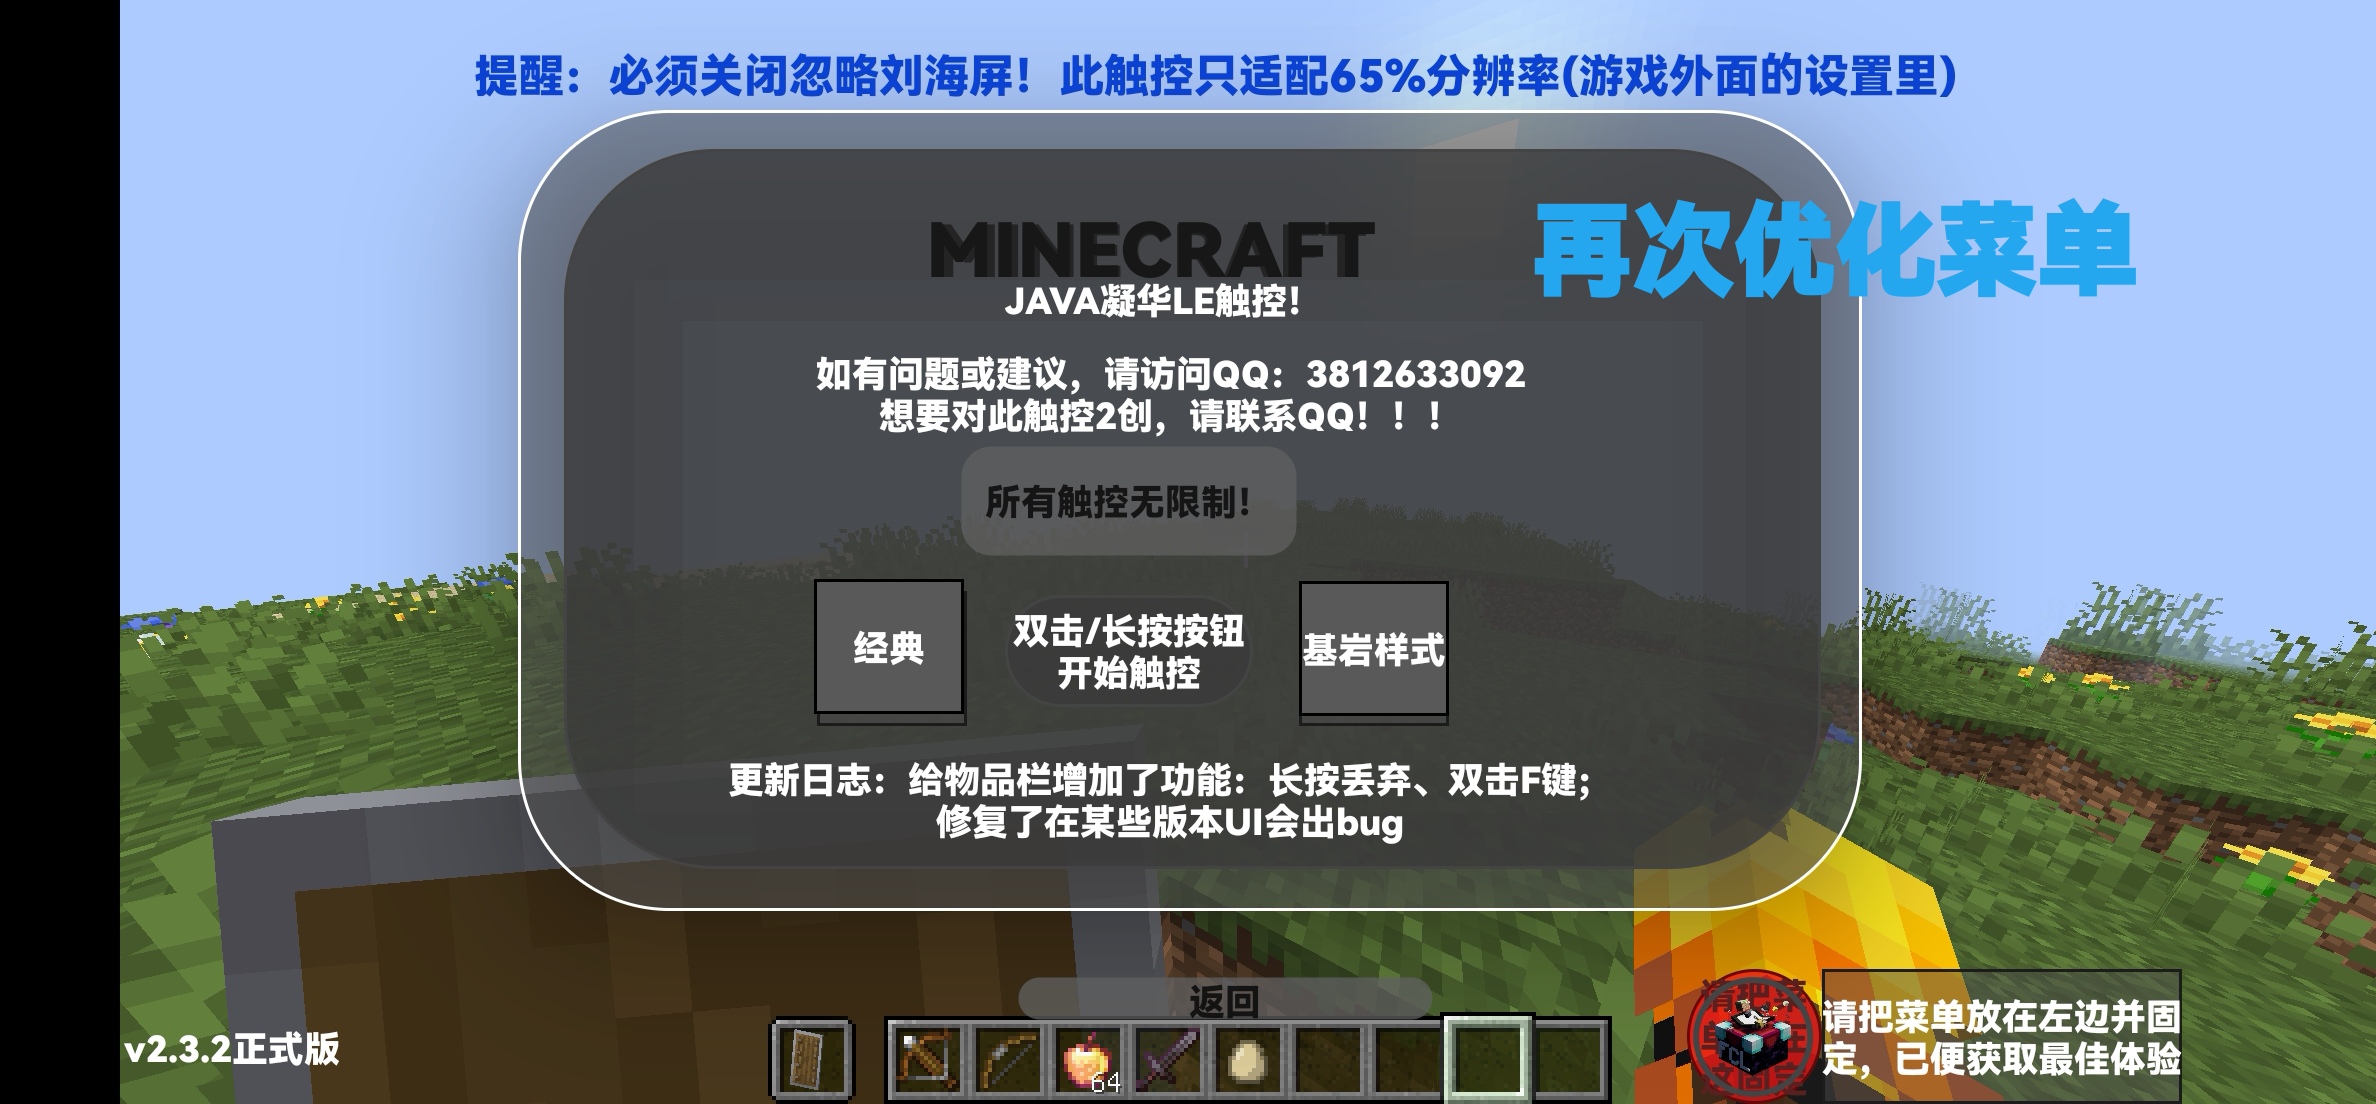 提醒：必须关闭忽略刘海屏！此触控只适配65%分辨率(游戏外面的设置里)
再次优化菜单
MINECRAFT
JAVA凝华LE触控！
如有问题或建议，请访问QQ：3812633092
想要对此触控2创，请联系QQ！！！
所有触控无限制！
经典
双击/长按按钮
开始触控
基岩样式
更新日志：给物品栏增加了功能：长按丢弃、双击F键；
修复了在某些版本UI会出bug
返回
v2.3.2正式版
64
请把菜单放在左边并固
定，已便获取最佳体验